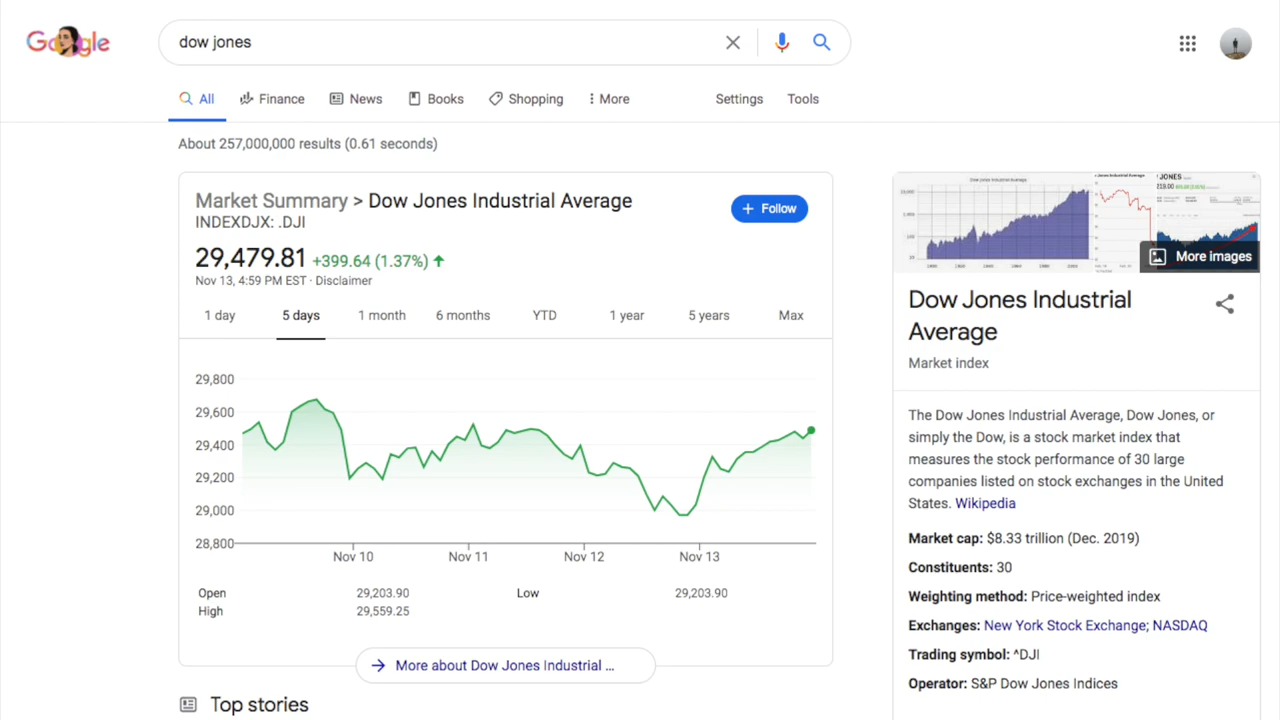 Google
dow jones
All
Finance
News
Books
Shopping
More
Settings
Tools
About 257,000,000 results (0.61 seconds)
Market Summary > Dow Jones Industrial Average
INDEXDJX: .DJI
+ Follow
29,479.81 +399.64 (1.37%) ↑
Nov 13, 4:59 PM EST · Disclaimer
1 day
5 days
1 month
6 months
YTD
1 year
5 years
Max
29,800
29,600
29,400
29,200
29,000
28,800
Nov 10
Nov 11
Nov 12
Nov 13
Open 29,203.90
Low 29,203.90
High 29,559.25
More about Dow Jones Industrial ...
Top stories
More images
Dow Jones Industrial
Average
Market index
The Dow Jones Industrial Average, Dow Jones, or
simply the Dow, is a stock market index that
measures the stock performance of 30 large
companies listed on stock exchanges in the United
States. Wikipedia
Market cap: $8.33 trillion (Dec. 2019)
Constituents: 30
Weighting method: Price-weighted index
Exchanges: New York Stock Exchange; NASDAQ
Trading symbol: ^DJI
Operator: S&P Dow Jones Indices